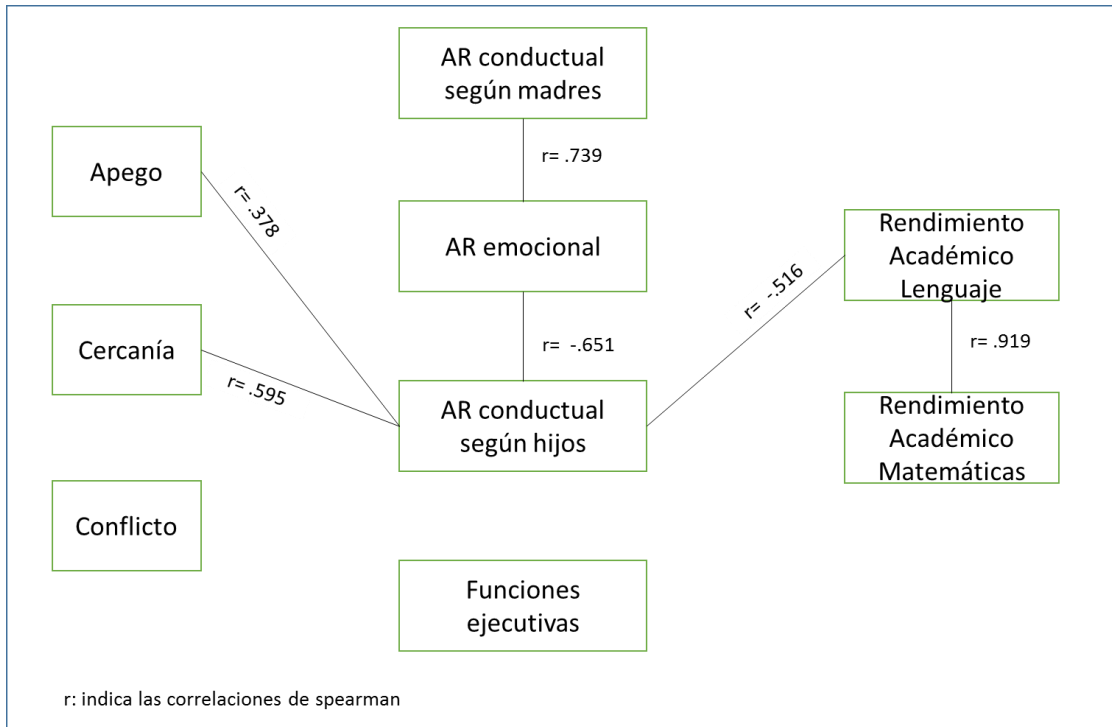 AR conductual
según madres
r= .739
Apego
r= .378
AR emocional
Rendimiento
Académico
Lenguaje
r= -.516
Cercanía
r= .595
r= -.651
r= .919
AR conductual
según hijos
Rendimiento
Académico
Matemáticas
Conflicto
Funciones
ejecutivas
r: indica las correlaciones de spearman